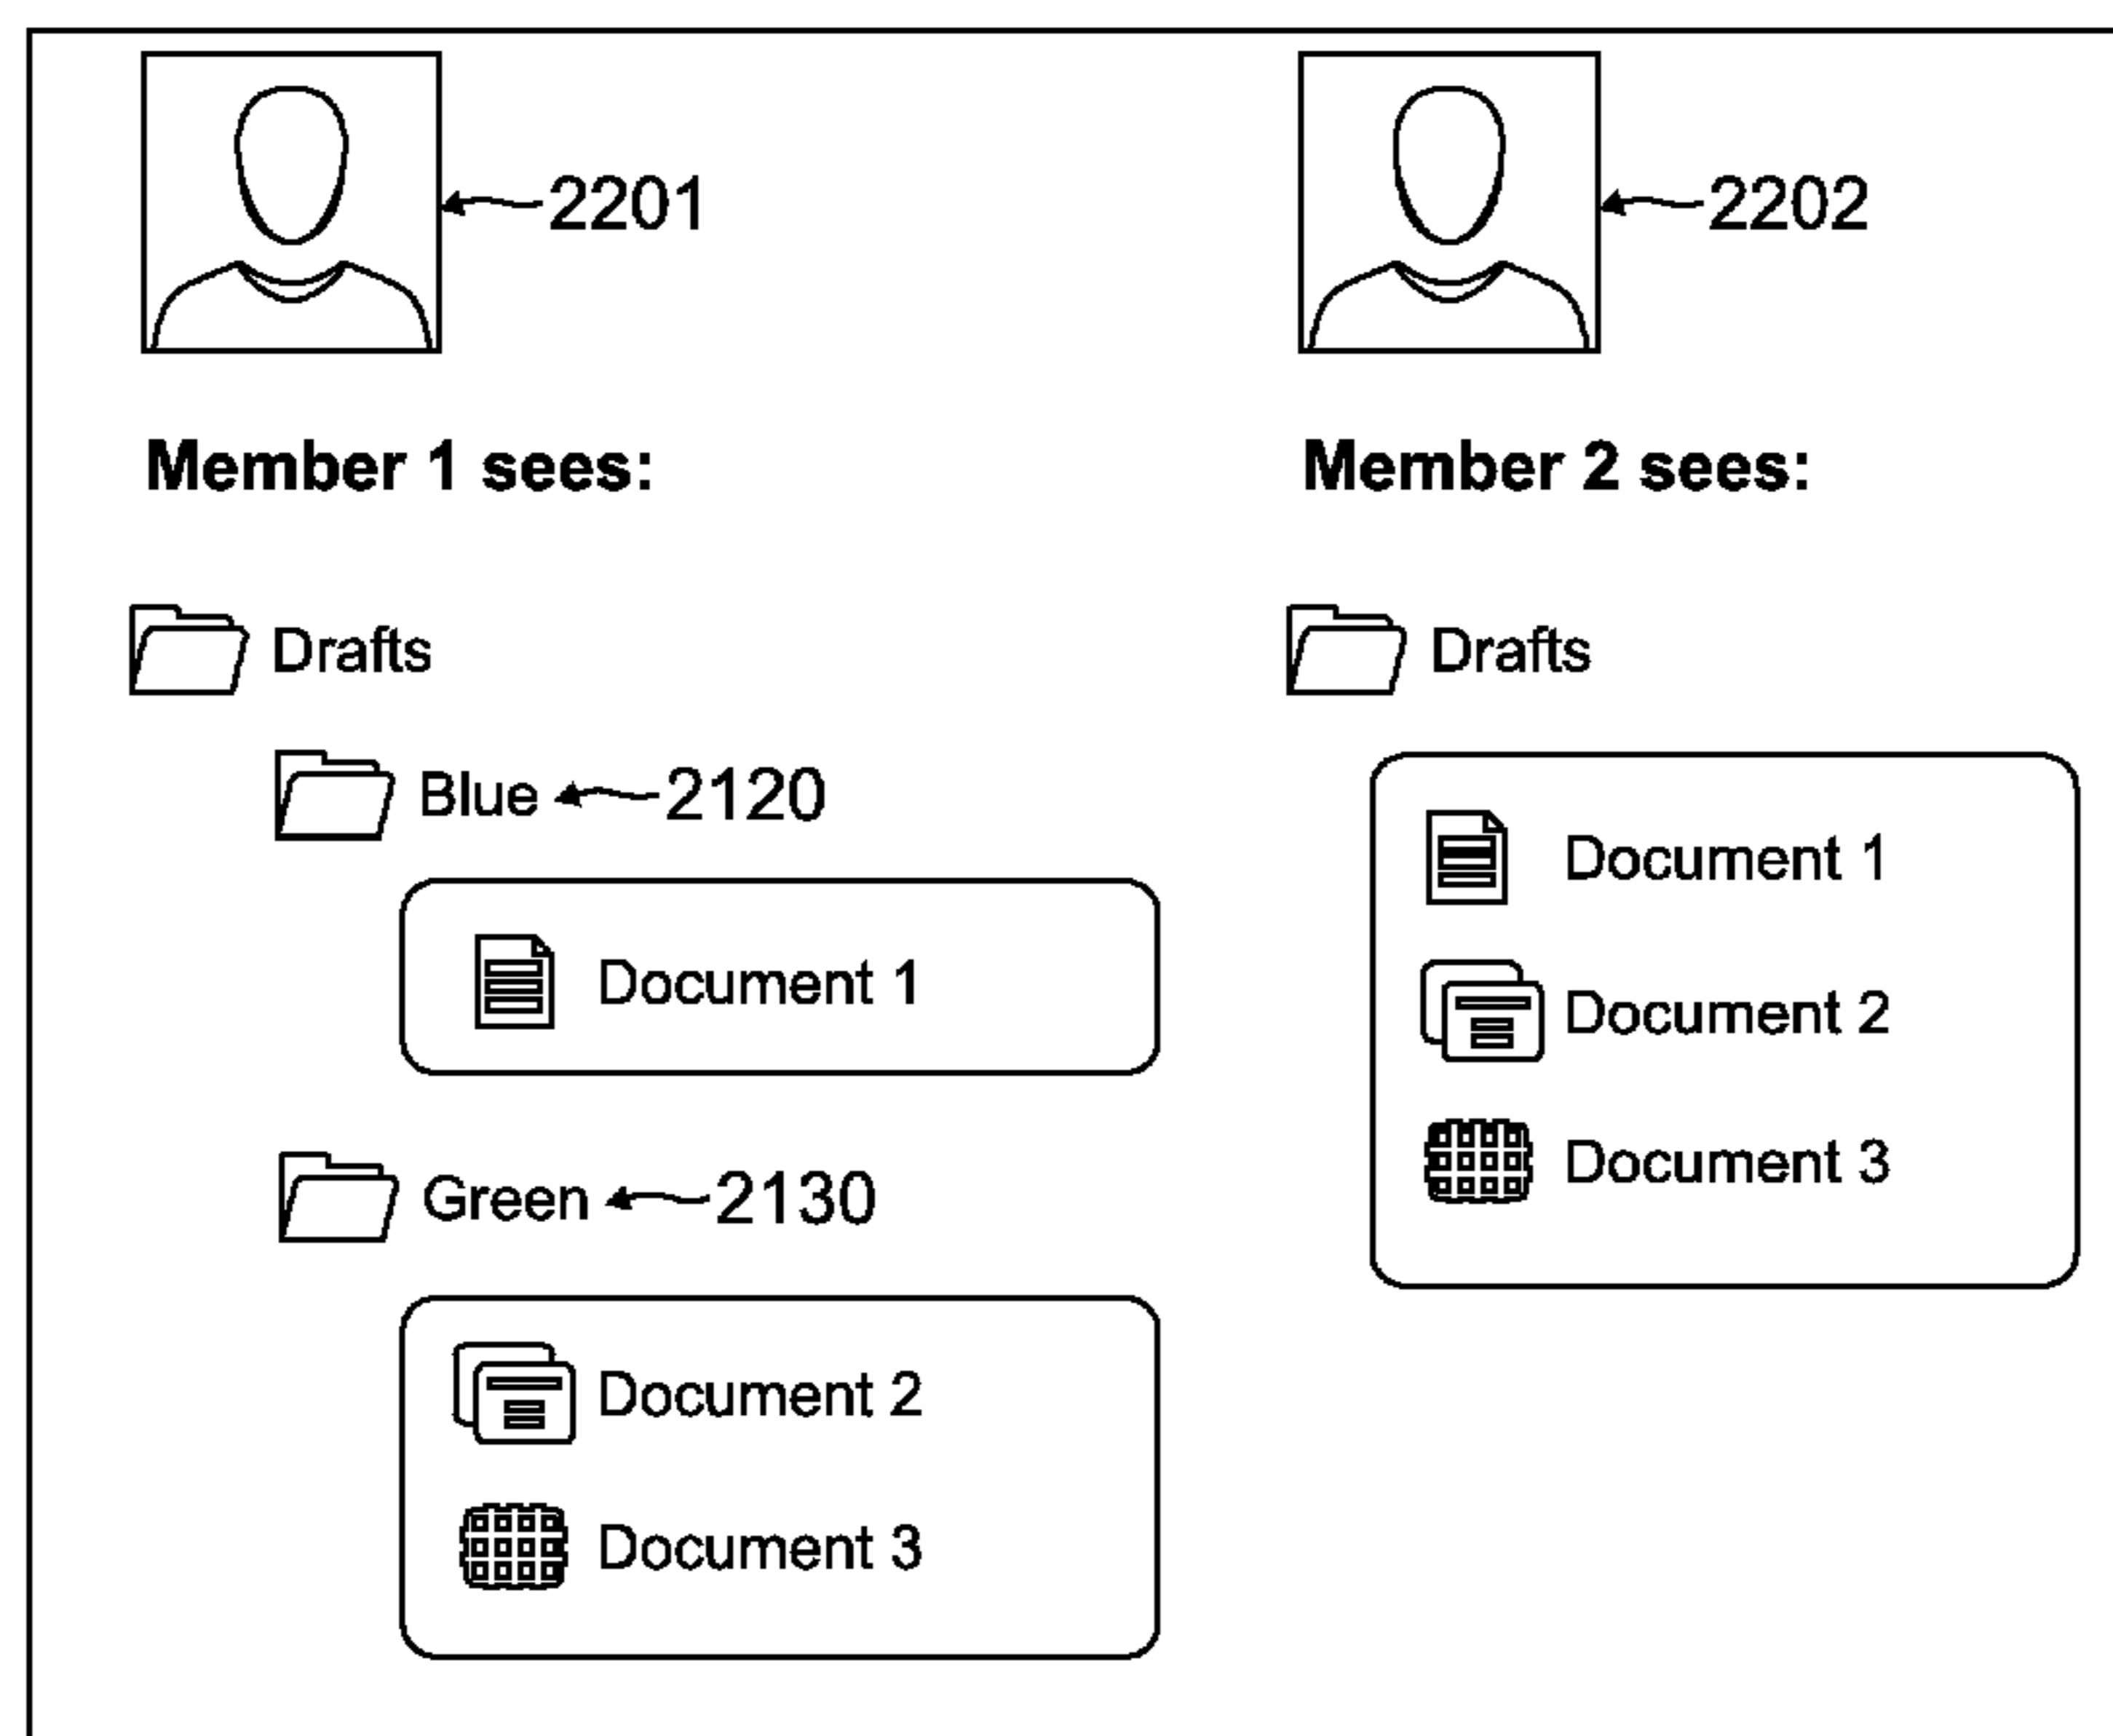 2201
Member 1 sees:
Drafts
Blue 2120
Document 1
Green 2130
Document 2
Document 3
2202
Member 2 sees:
Drafts
Document 1
Document 2
Document 3